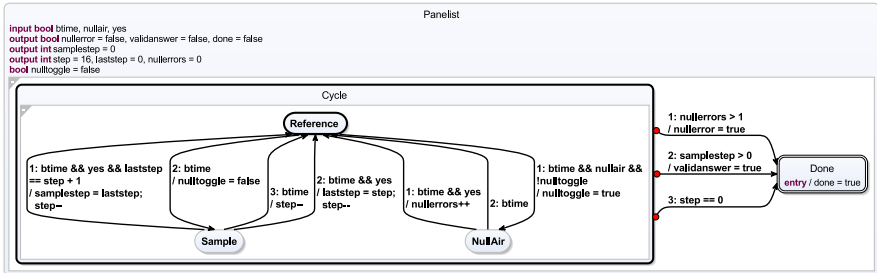 Panelist
input bool btime, nullair, yes
output bool nullerror = false, validanswer = false, done = false
output int samplestep = 0
output int step = 16, laststep = 0, nullerrors = 0
bool nulltoggle = false
Cycle
Reference
1: btime && yes && laststep
== step + 1
/ samplestep = laststep;
step--
2: btime
/ nulltoggle = false
3: btime
/ step--
2: btime && yes
/ laststep = step;
step--
1: btime && yes
/ nullerrors++
2: btime
1: btime && nullair &&
!nulltoggle
/ nulltoggle = true
Sample
NullAir
1: nullerrors > 1
/ nullerror = true
2: samplestep > 0
/ validanswer = true
3: step == 0
Done
entry / done = true